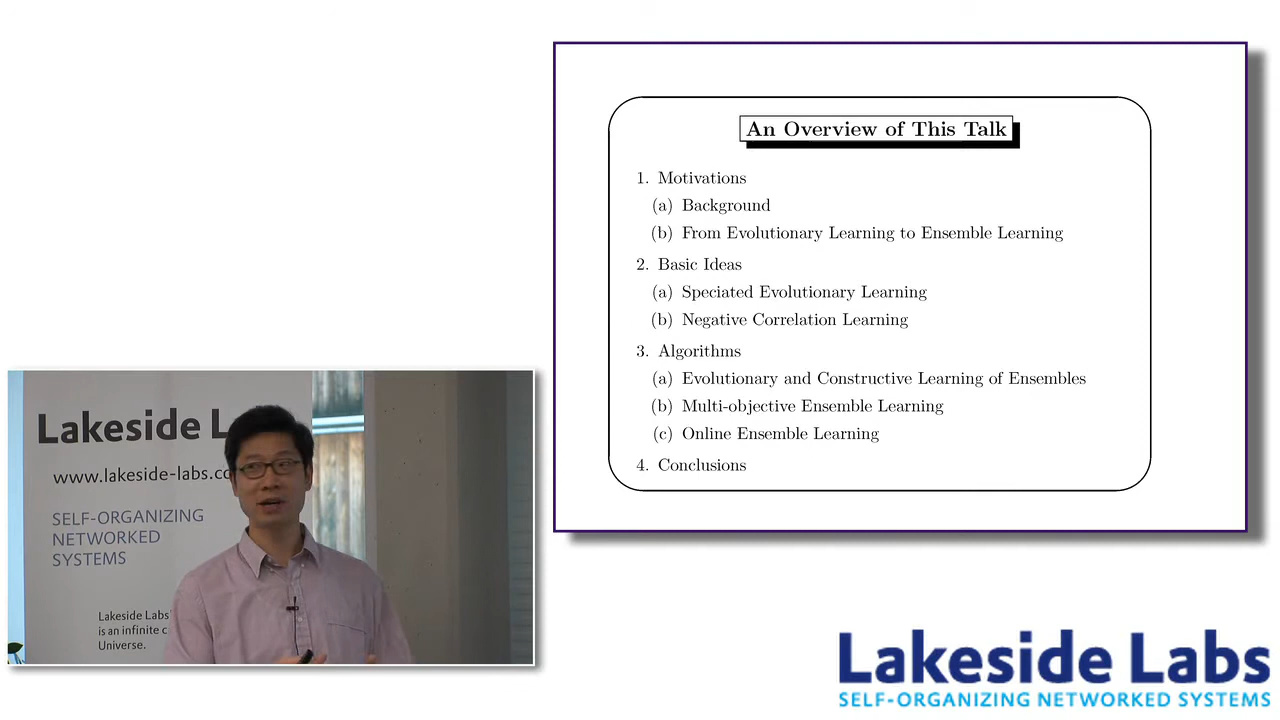 An Overview of This Talk
1. Motivations
(a) Background
(b) From Evolutionary Learning to Ensemble Learning
2. Basic Ideas
(a) Speciated Evolutionary Learning
(b) Negative Correlation Learning
3. Algorithms
(a) Evolutionary and Constructive Learning of Ensembles
(b) Multi-objective Ensemble Learning
(c) Online Ensemble Learning
4. Conclusions
Lakeside L
www.lakeside-labs.co
SELF-ORGANIZING
NETWORKED
SYSTEMS
Lakeside Labs'
is an infinite c
Universe.
Lakeside Labs
SELF-ORGANIZING NETWORKED SYSTEMS